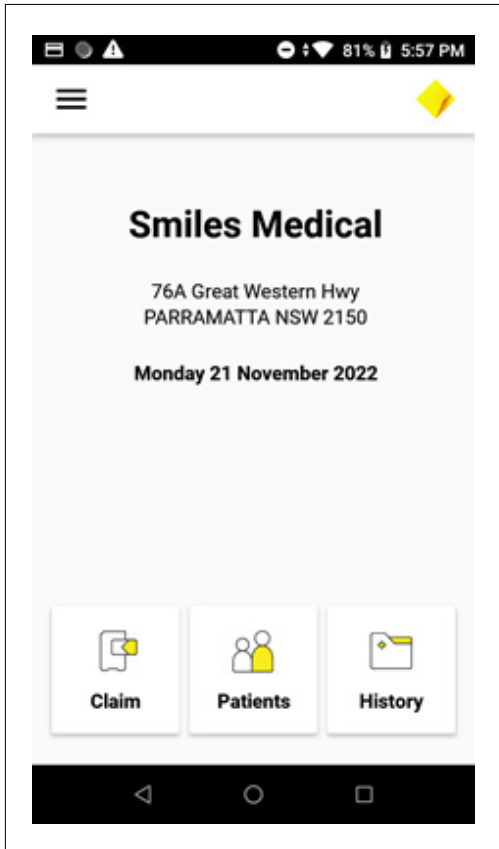 81% 5:57 PM
Smiles Medical
76A Great Western Hwy
PARRAMATTA NSW 2150
Monday 21 November 2022
Claim Patients History